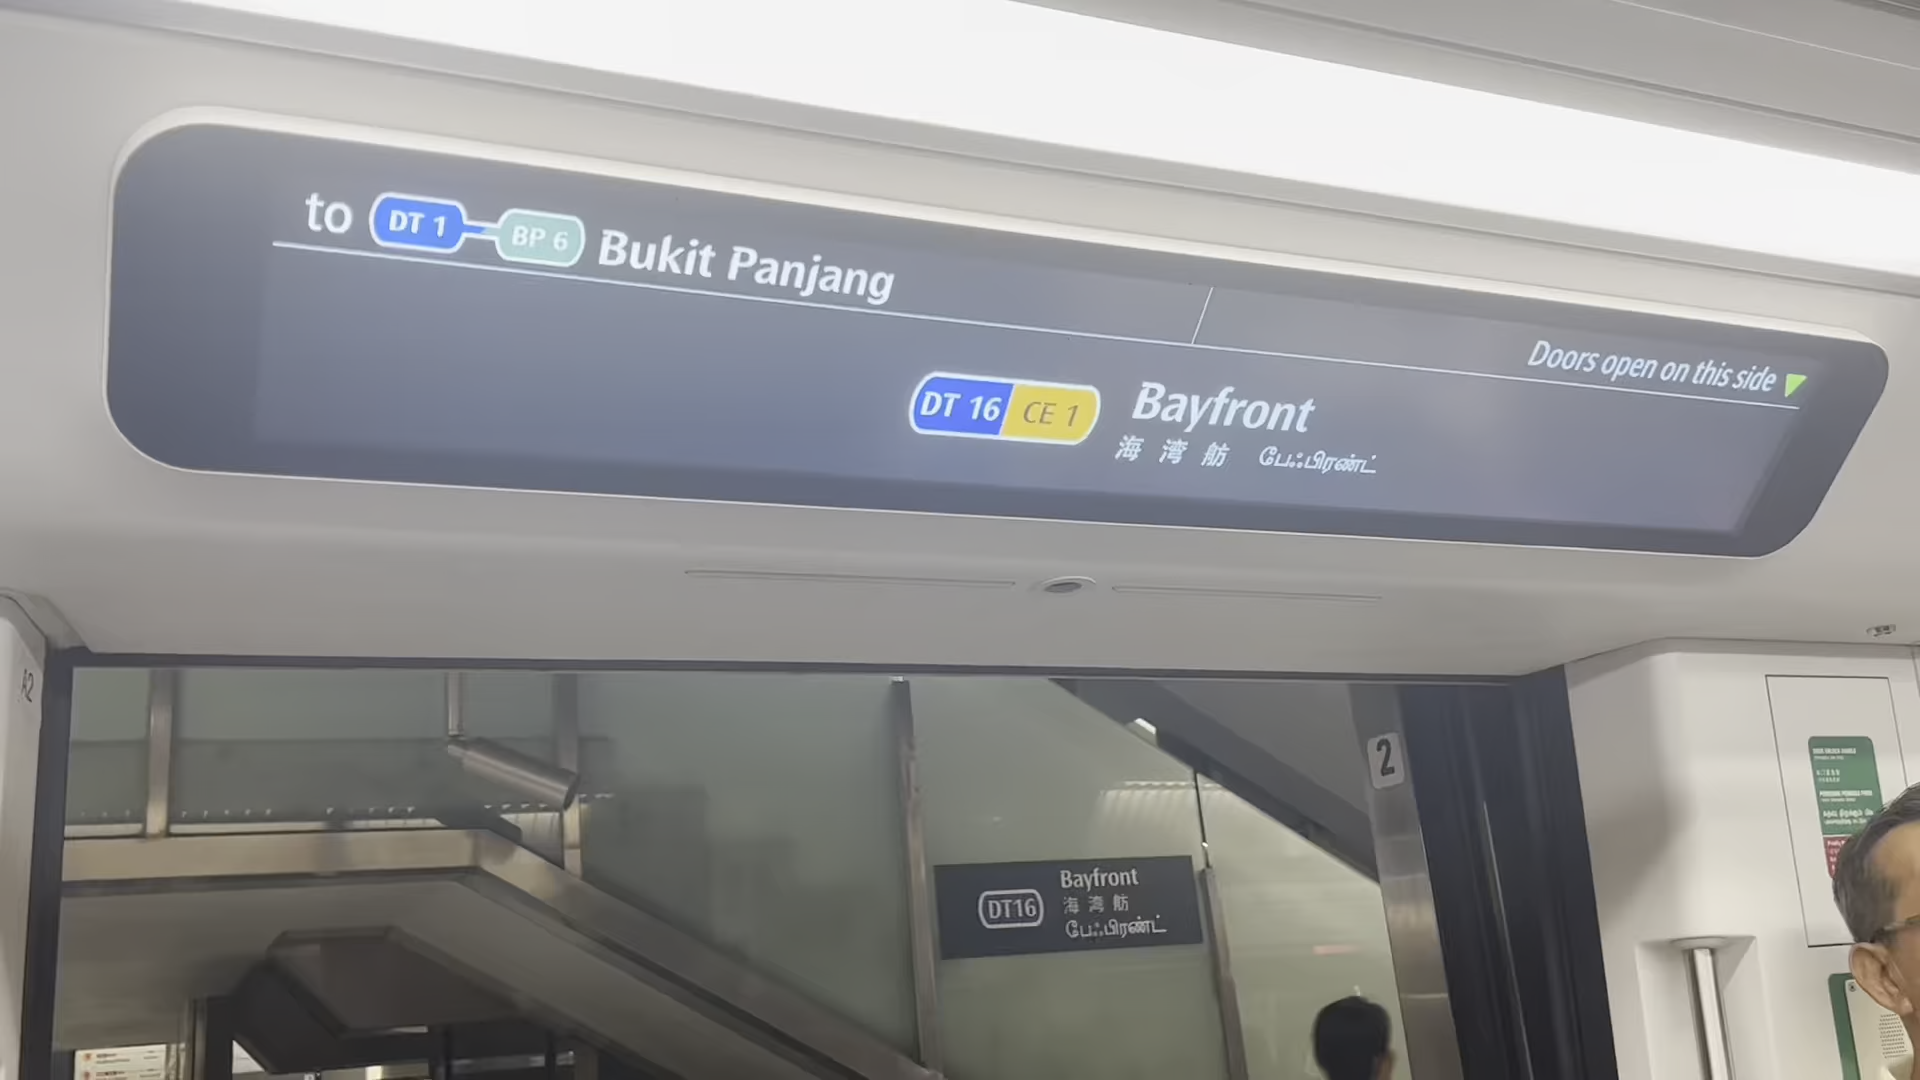 to DT 1 BP 6 Bukit Panjang
Doors open on this side
DT 16 CE 1 Bayfront
海湾舫 பேஃபிரண்ட்
A2
2
DT16
Bayfront
海湾舫
பேஃபிரண்ட்